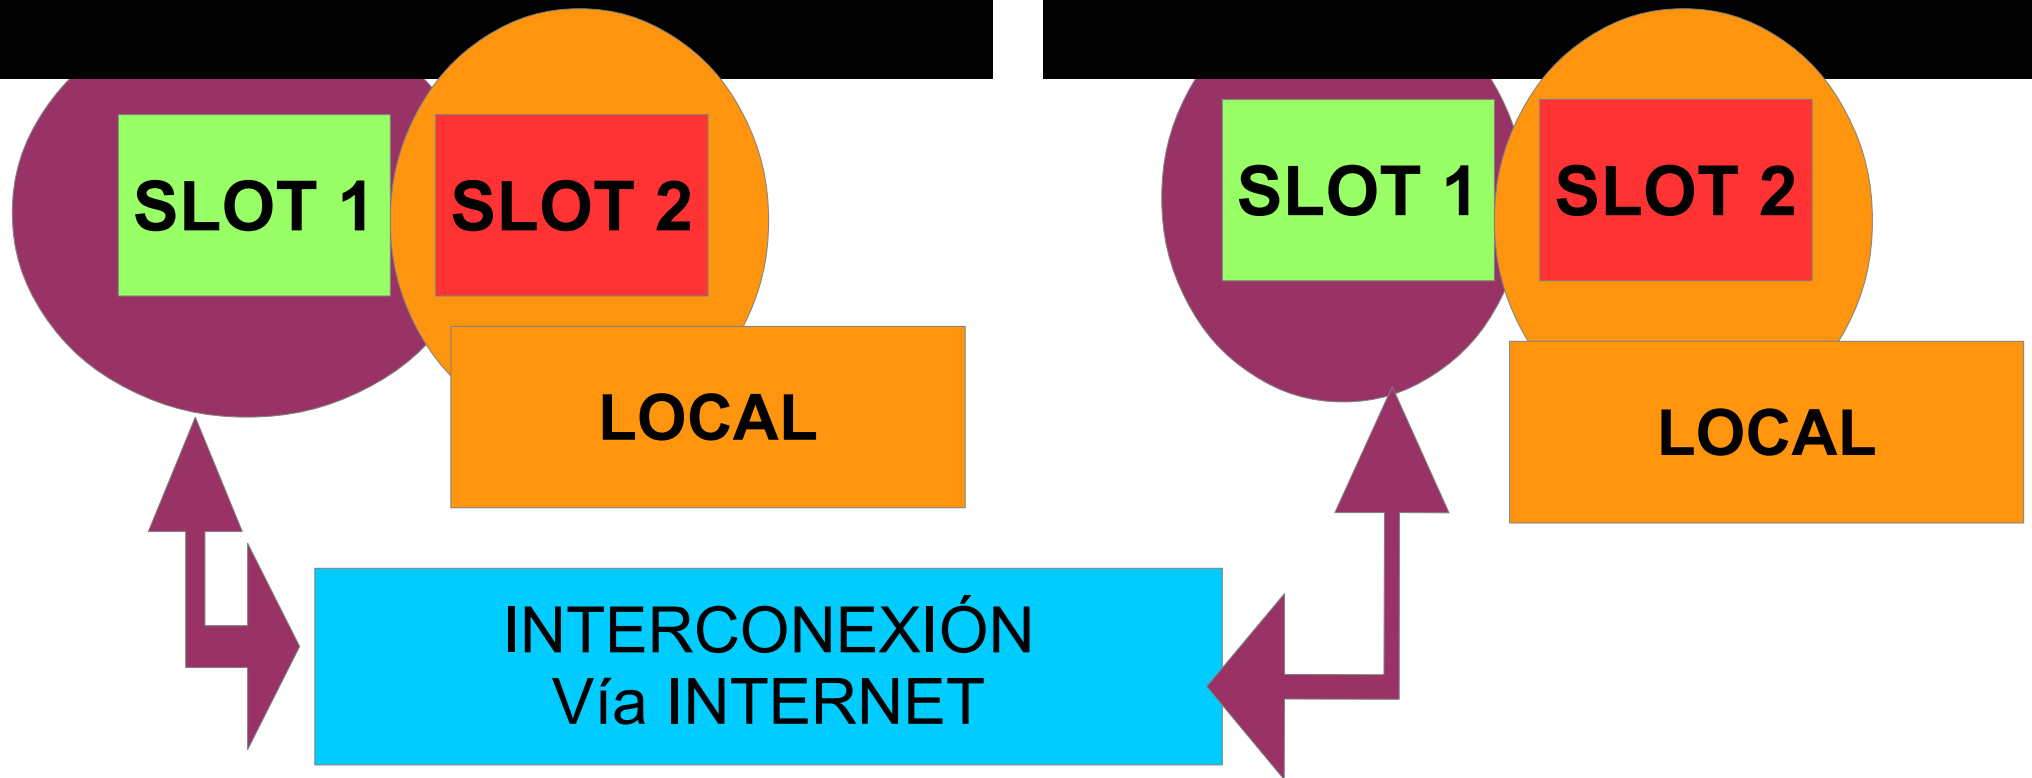 SLOT 1
SLOT 2
LOCAL
SLOT 1
SLOT 2
LOCAL
INTERCONEXIÓN
Vía INTERNET